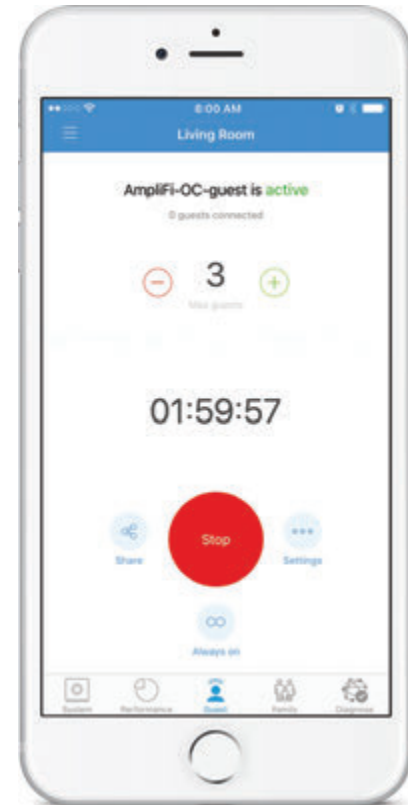 8:00 AM
Living Room
AmpliFi-OC-guest is active
0 guests connected
3
Max guests
01:59:57
Share
Stop
Settings
Always on
System
Performance
Guest
Family
Diagnose